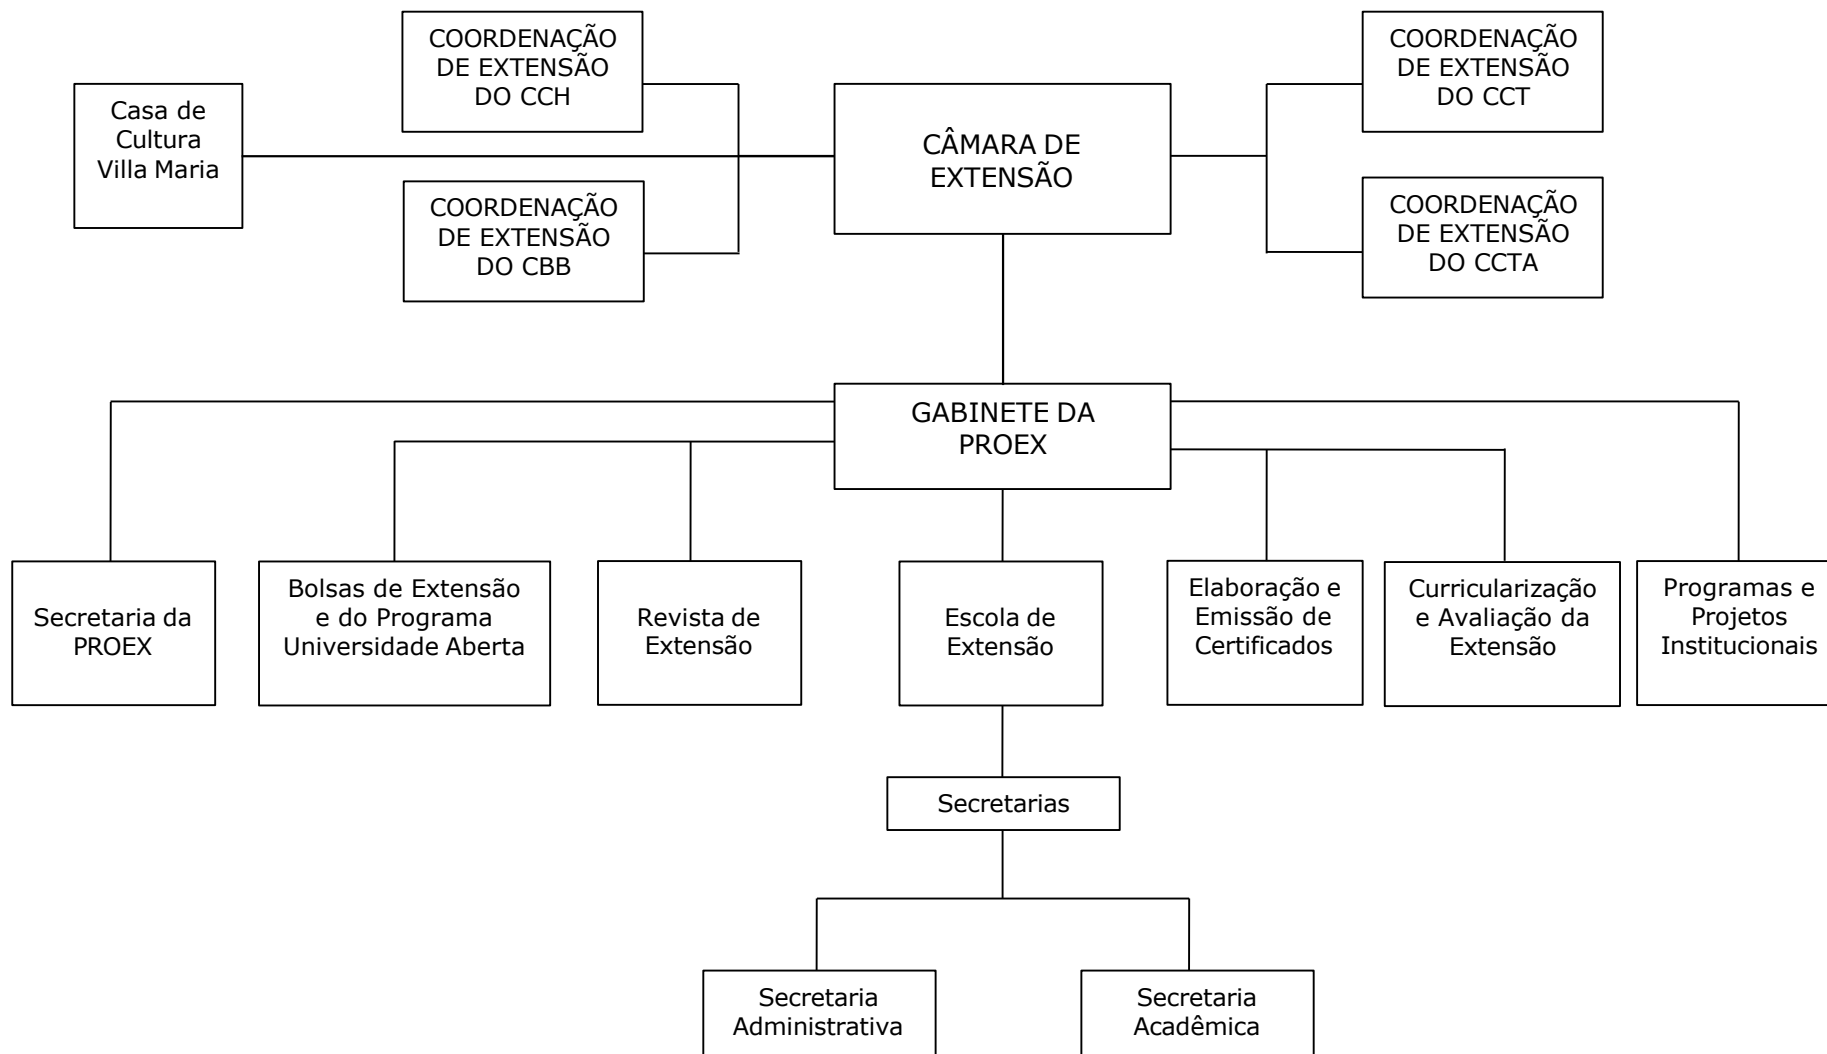 COORDENAÇÃO
DE EXTENSÃO
DO CCH
COORDENAÇÃO
DE EXTENSÃO
DO CCT
Casa de
Cultura
Villa Maria
CÂMARA DE
EXTENSÃO
COORDENAÇÃO
DE EXTENSÃO
DO CBB
COORDENAÇÃO
DE EXTENSÃO
DO CCTA
GABINETE DA
PROEX
Secretaria da
PROEX
Bolsas de Extensão
e do Programa
Universidade Aberta
Revista de
Extensão
Escola de
Extensão
Elaboração e
Emissão de
Certificados
Curricularização
e Avaliação da
Extensão
Programas e
Projetos
Institucionais
Secretarias
Secretaria
Administrativa
Secretaria
Acadêmica